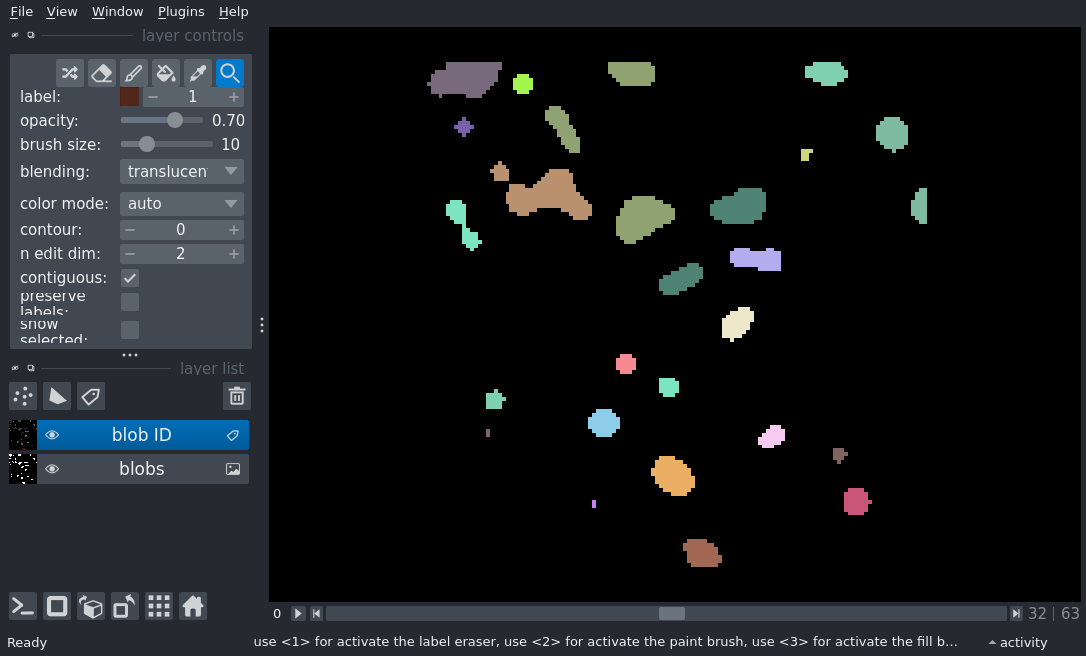 File View Window Plugins Help
layer controls
label: 1
opacity: 0.70
brush size: 10
blending: translucen
color mode: auto
contour: 0
n edit dim: 2
contiguous:
preserve
labels:
show
selected:
layer list
blob ID
blobs
0 32 63
Ready use <1> for activate the label eraser, use <2> for activate the paint brush, use <3> for activate the fill b... activity